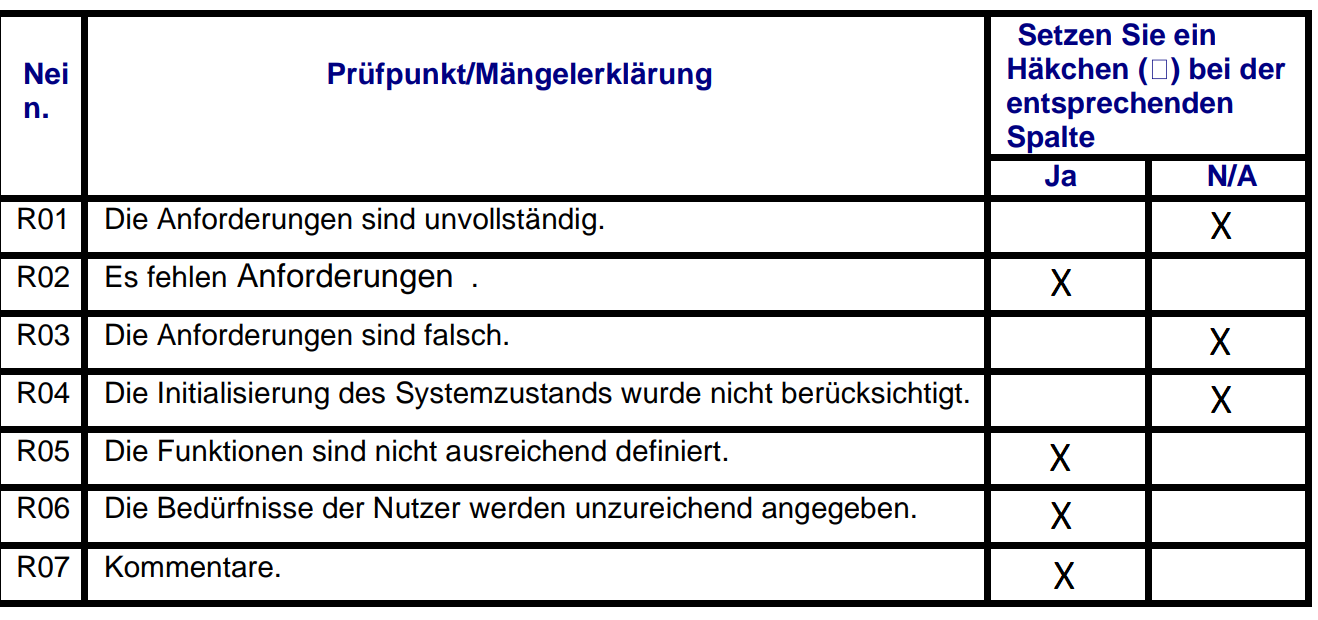 Nei
n.
Prüfpunkt/Mängelerklärung
Setzen Sie ein
Häkchen (□) bei der
entsprechenden
Spalte
Ja N/A
R01 Die Anforderungen sind unvollständig. X
R02 Es fehlen Anforderungen . X
R03 Die Anforderungen sind falsch. X
R04 Die Initialisierung des Systemzustands wurde nicht berücksichtigt. X
R05 Die Funktionen sind nicht ausreichend definiert. X
R06 Die Bedürfnisse der Nutzer werden unzureichend angegeben. X
R07 Kommentare. X